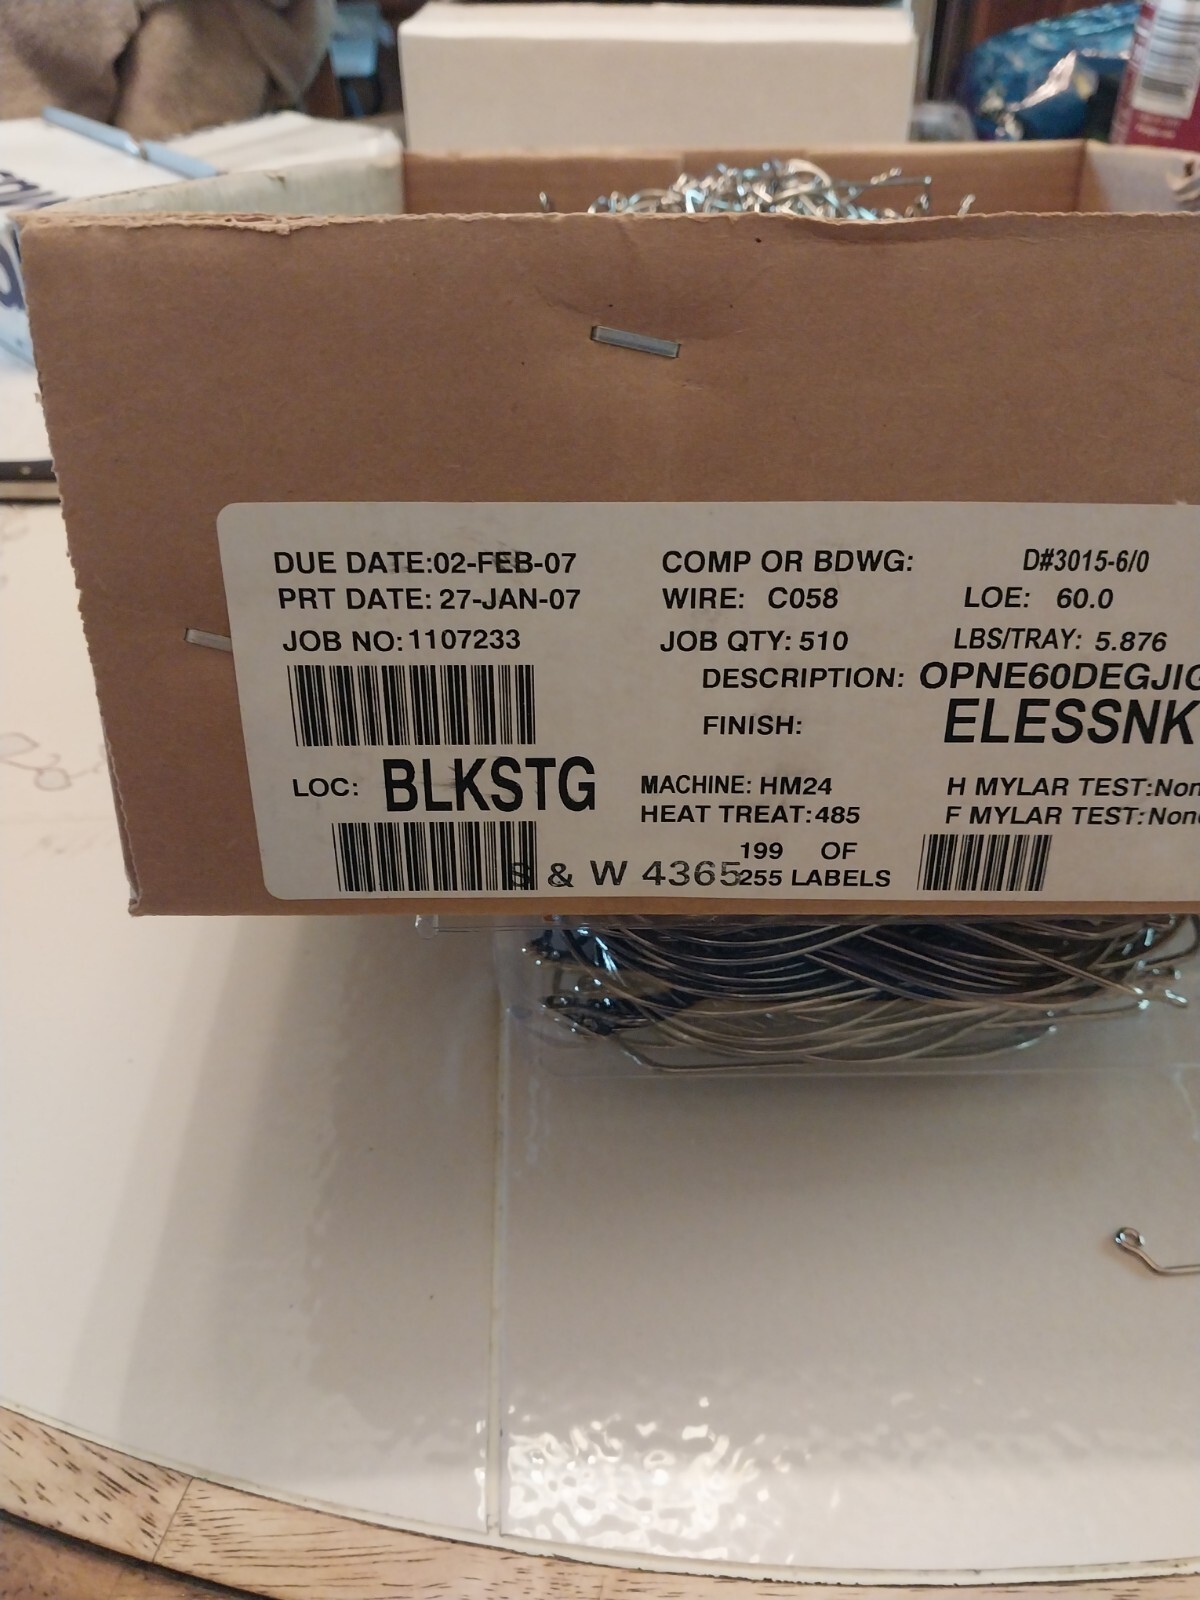 DUE DATE:02-FEB-07 COMP OR BDWG: D#3015-6/0
PRT DATE: 27-JAN-07 WIRE: C058 LOE: 60.0
JOB NO:1107233 JOB QTY: 510 LBS/TRAY: 5.876
DESCRIPTION: OPNE60DEGJIG
FINISH: ELESSNK
LOC: BLKSTG MACHINE: HM24 H MYLAR TEST:Non
HEAT TREAT:485 F MYLAR TEST:None
199 OF
S & W 4365 255 LABELS